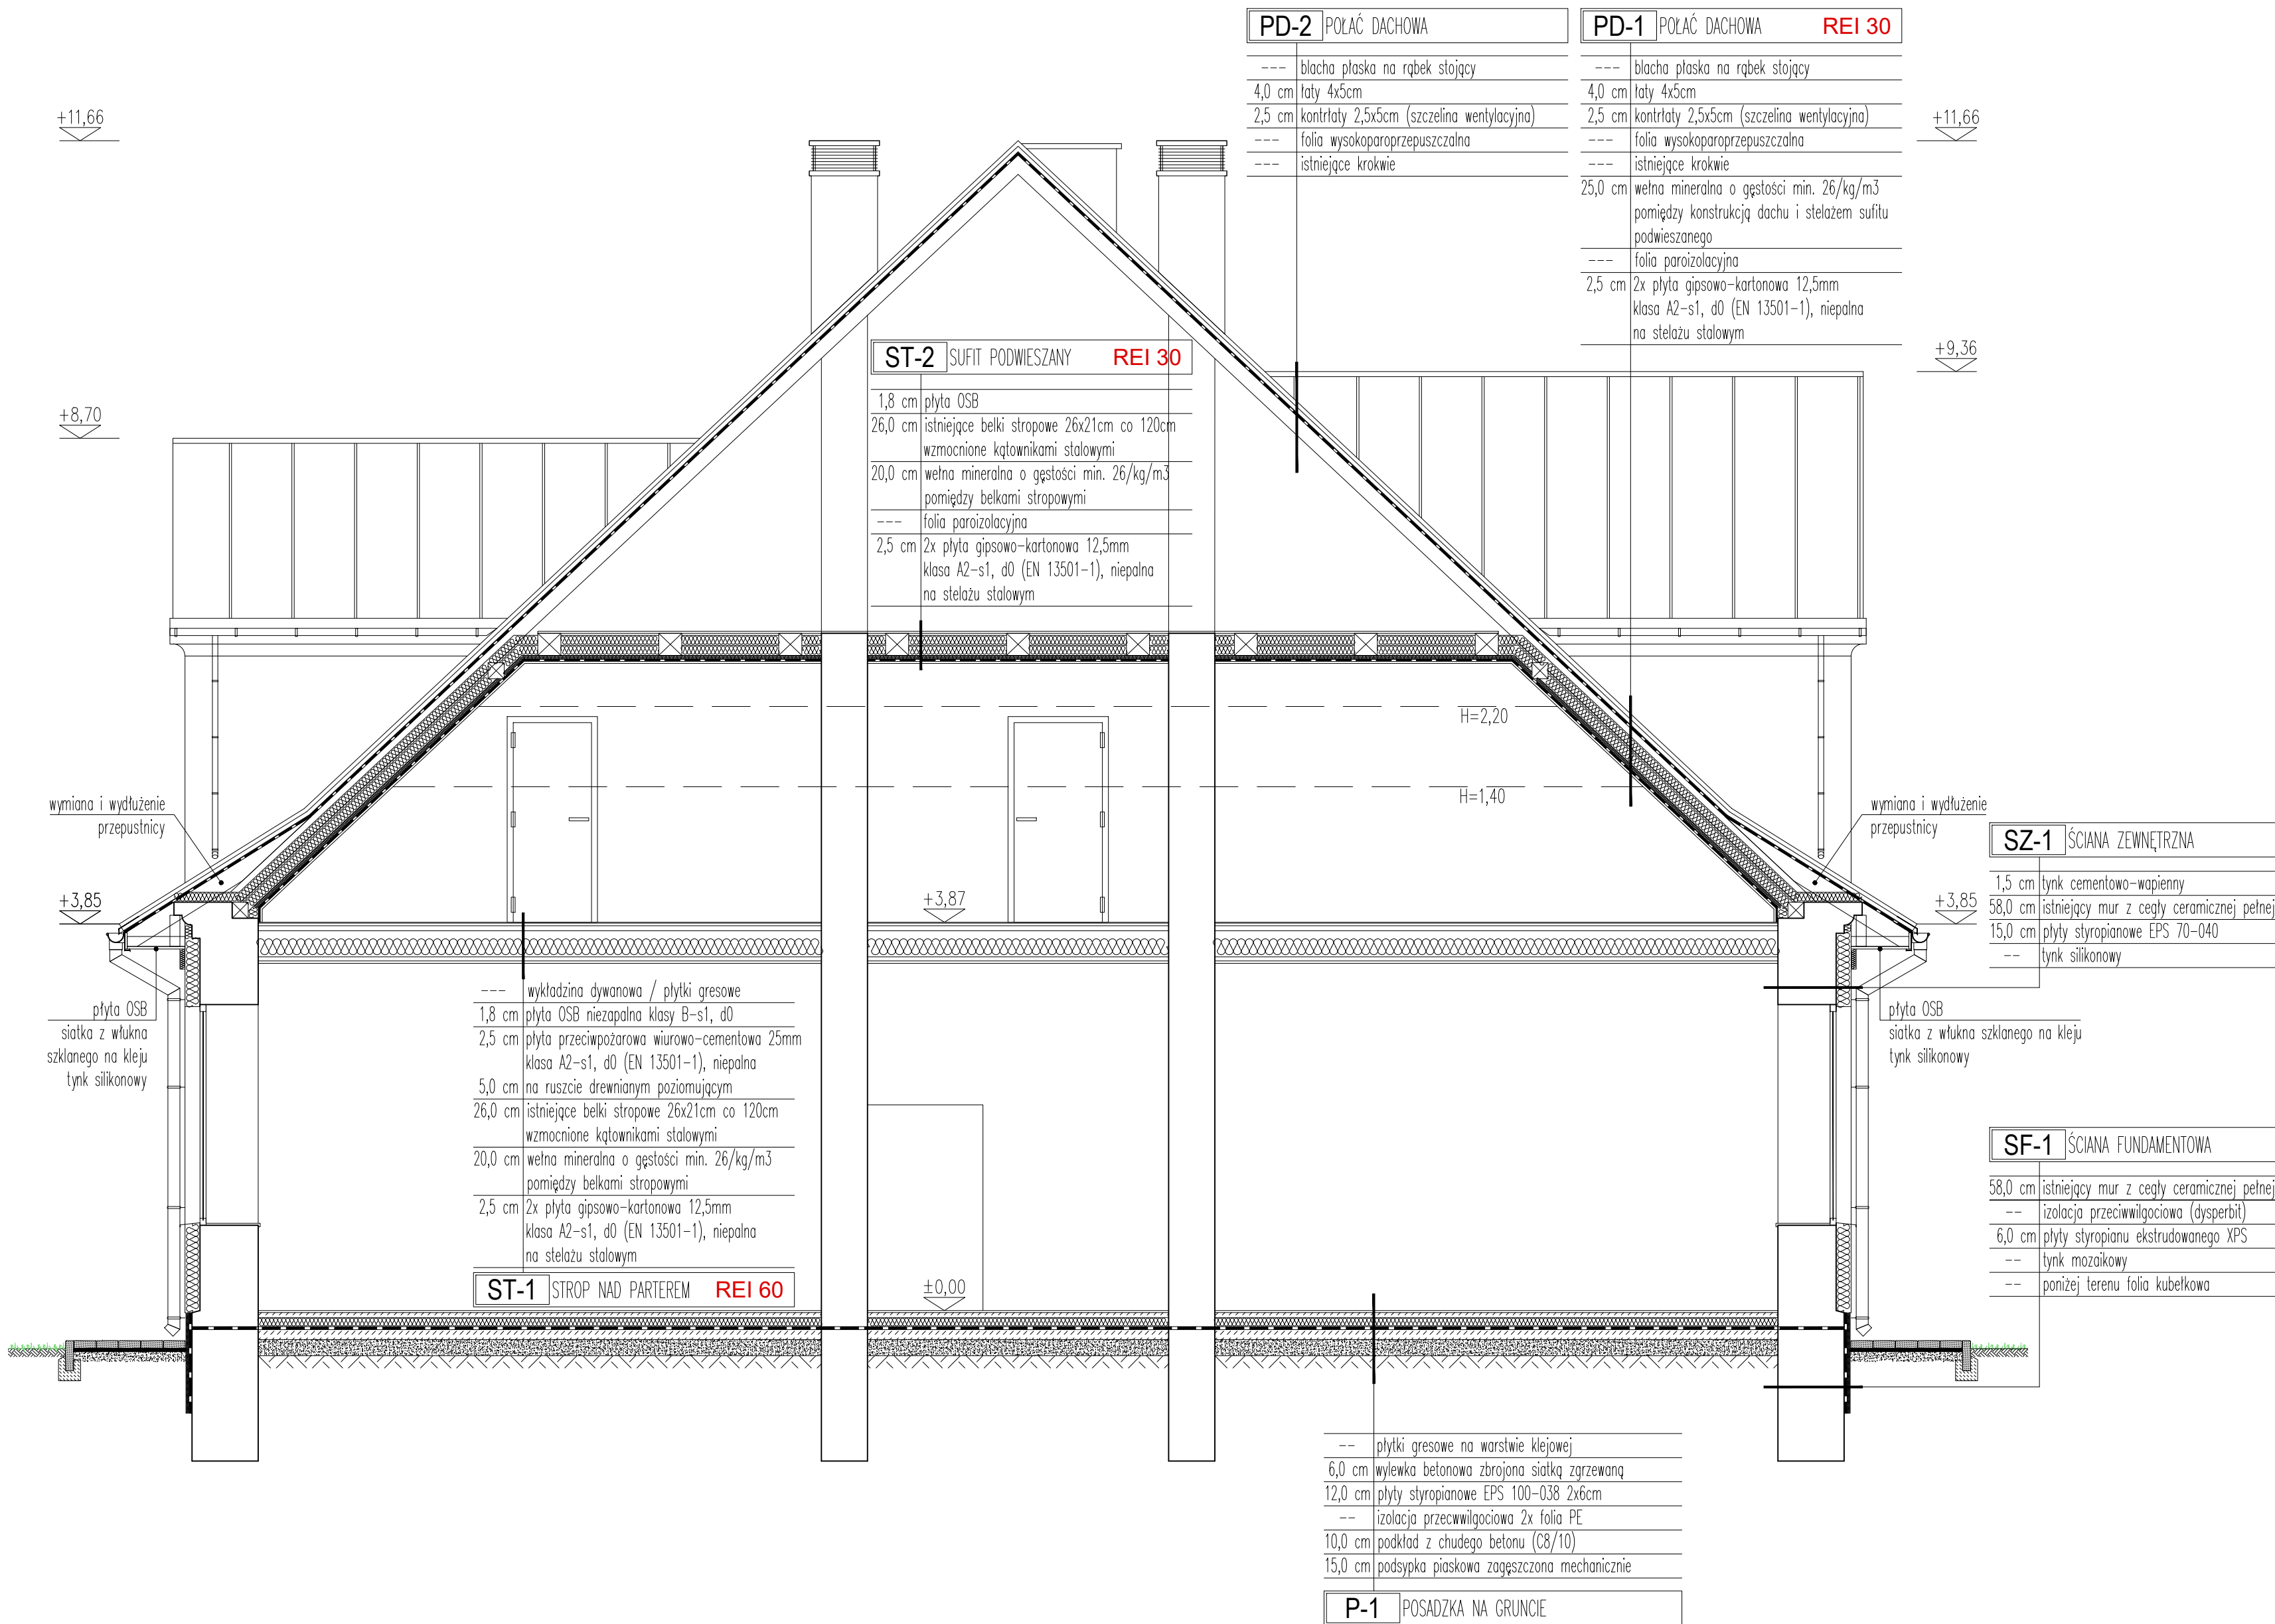 PD-2 POŁAĆ DACHOWA
--- blacha płaska na rąbek stojący
4,0 cm łaty 4x5cm
2,5 cm kontrłaty 2,5x5cm (szczelina wentylacyjna)
--- folia wysokoparoprzepuszczalna
--- istniejące krokwie
PD-1 POŁAĆ DACHOWA REI 30
--- blacha płaska na rąbek stojący
4,0 cm łaty 4x5cm
2,5 cm kontrłaty 2,5x5cm (szczelina wentylacyjna)
--- folia wysokoparoprzepuszczalna
--- istniejące krokwie
25,0 cm wełna mineralna o gęstości min. 26/kg/m3
pomiędzy konstrukcją dachu i stelażem sufitu
podwieszanego
--- folia paroizolacyjna
2,5 cm 2x płyta gipsowo-kartonowa 12,5mm
klasa A2-s1, d0 (EN 13501-1), niepalna
na stelażu stalowym
+11,66
+11,66
+9,36
+8,70
ST-2 SUFIT PODWIESZANY REI 30
1,8 cm płyta OSB
26,0 cm istniejące belki stropowe 26x21cm co 120cm
wzmocnione kątownikami stalowymi
20,0 cm wełna mineralna o gęstości min. 26/kg/m3
pomiędzy belkami stropowymi
--- folia paroizolacyjna
2,5 cm 2x płyta gipsowo-kartonowa 12,5mm
klasa A2-s1, d0 (EN 13501-1), niepalna
na stelażu stalowym
H=2,20
H=1,40
wymiana i wydłużenie
przepustnicy
wymiana i wydłużenie
przepustnicy
+3,85
+3,87
+3,85
SZ-1 ŚCIANA ZEWNĘTRZNA
1,5 cm tynk cementowo-wapienny
58,0 cm istniejący mur z cegły ceramicznej pełnej
15,0 cm płyty styropianowe EPS 70-040
-- tynk silikonowy
płyta OSB
siatka z włukna
szklanego na kleju
tynk silikonowy
płyta OSB
siatka z włukna szklanego na kleju
tynk silikonowy
--- wykładzina dywanowa / płytki gresowe
1,8 cm płyta OSB niezapalna klasy B-s1, d0
2,5 cm płyta przeciwpożarowa wiurowo-cementowa 25mm
klasa A2-s1, d0 (EN 13501-1), niepalna
5,0 cm na ruszcie drewnianym poziomującym
26,0 cm istniejące belki stropowe 26x21cm co 120cm
wzmocnione kątownikami stalowymi
20,0 cm wełna mineralna o gęstości min. 26/kg/m3
pomiędzy belkami stropowymi
2,5 cm 2x płyta gipsowo-kartonowa 12,5mm
klasa A2-s1, d0 (EN 13501-1), niepalna
na stelażu stalowym
ST-1 STROP NAD PARTEREM REI 60
±0,00
SF-1 ŚCIANA FUNDAMENTOWA
58,0 cm istniejący mur z cegły ceramicznej pełnej
-- izolacja przeciwwilgociowa (dysperbit)
6,0 cm płyty styropianu ekstrudowanego XPS
-- tynk mozaikowy
-- poniżej terenu folia kubełkowa
-- płytki gresowe na warstwie klejowej
6,0 cm wylewka betonowa zbrojona siatką zgrzewaną
12,0 cm płyty styropianowe EPS 100-038 2x6cm
-- izolacja przecwwilgociowa 2x folia PE
10,0 cm podkład z chudego betonu (C8/10)
15,0 cm podsypka piaskowa zagęszczona mechanicznie
P-1 POSADZKA NA GRUNCIE